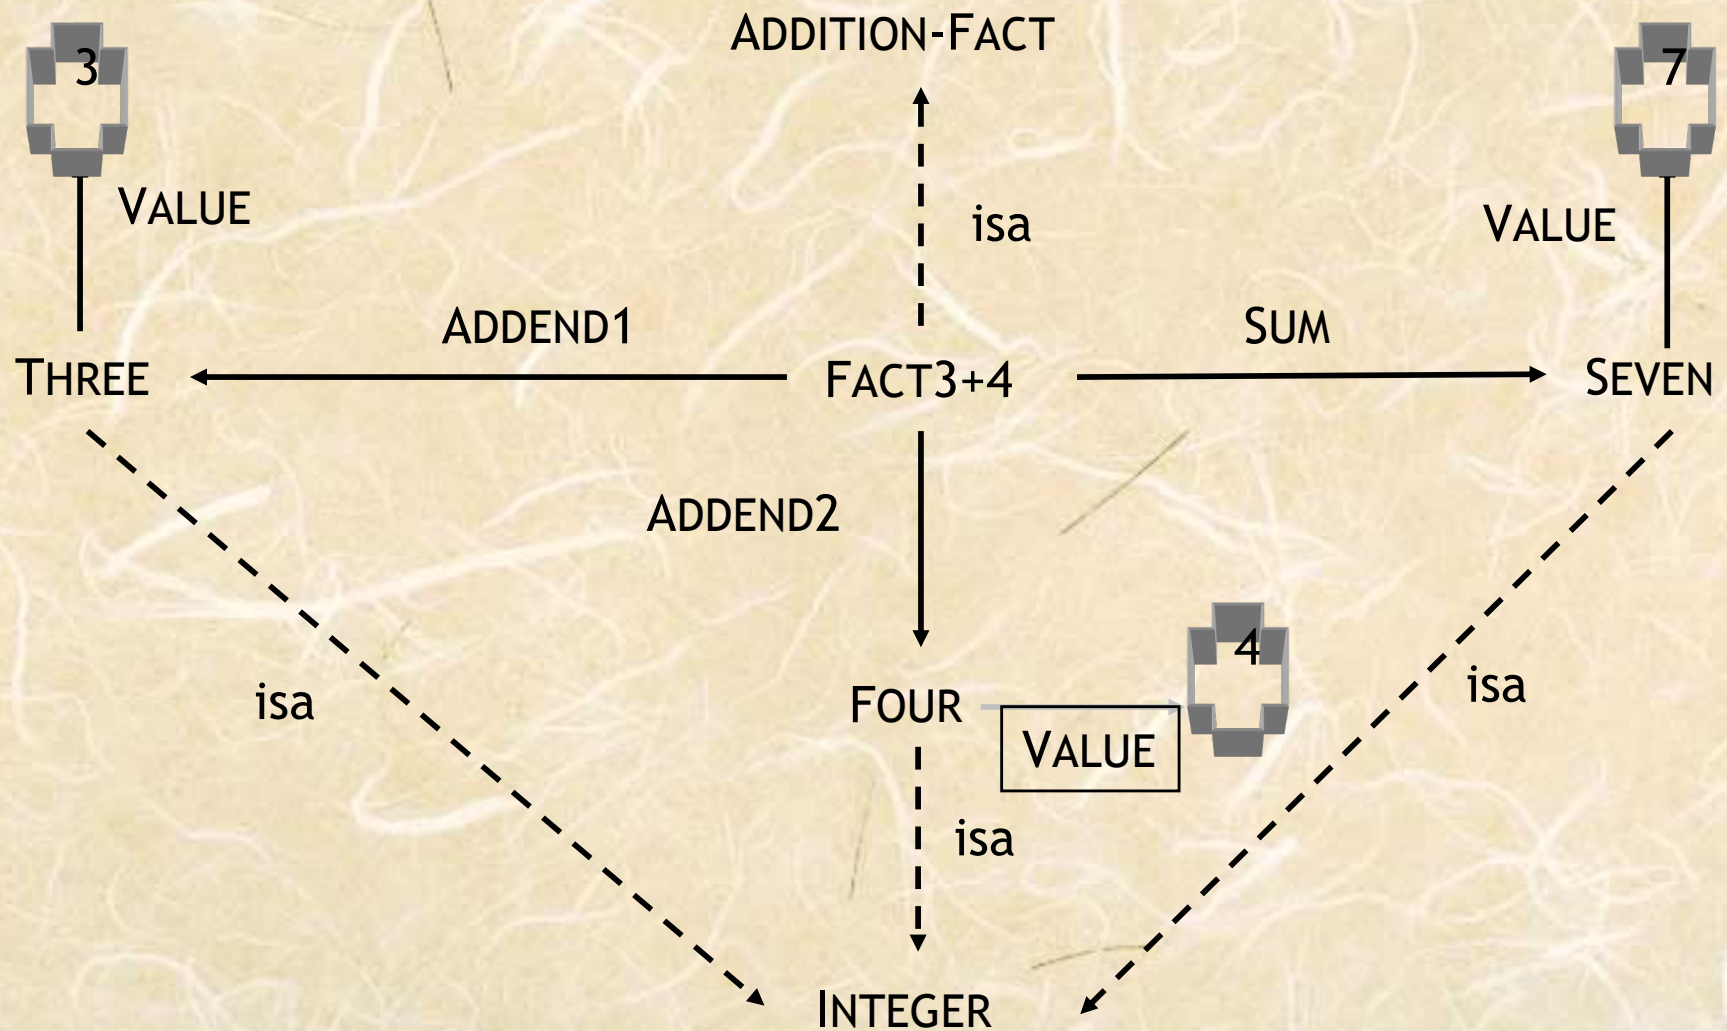 ADDITION-FACT
3
7
VALUE
isa
VALUE
ADDEND1
SUM
THREE
FACT3+4
SEVEN
ADDEND2
4
isa
FOUR
isa
VALUE
isa
INTEGER